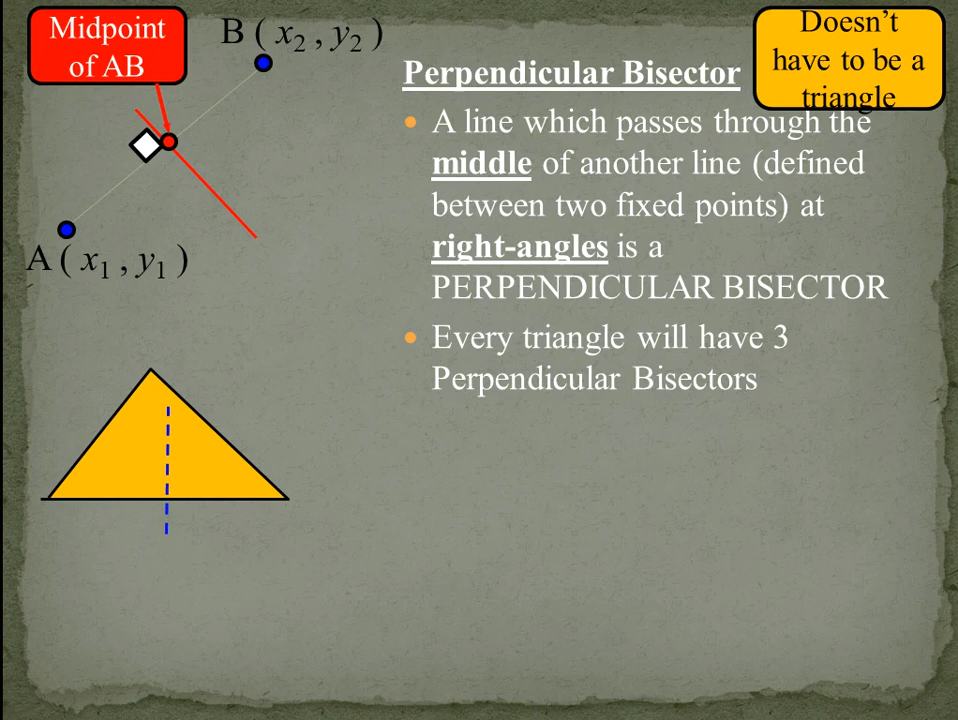 Midpoint
of AB
B ( x₂ , y₂ )
A ( x₁ , y₁ )
Doesn’t
have to be a
triangle
Perpendicular Bisector
A line which passes through the
middle of another line (defined
between two fixed points) at
right-angles is a
PERPENDICULAR BISECTOR
Every triangle will have 3
Perpendicular Bisectors